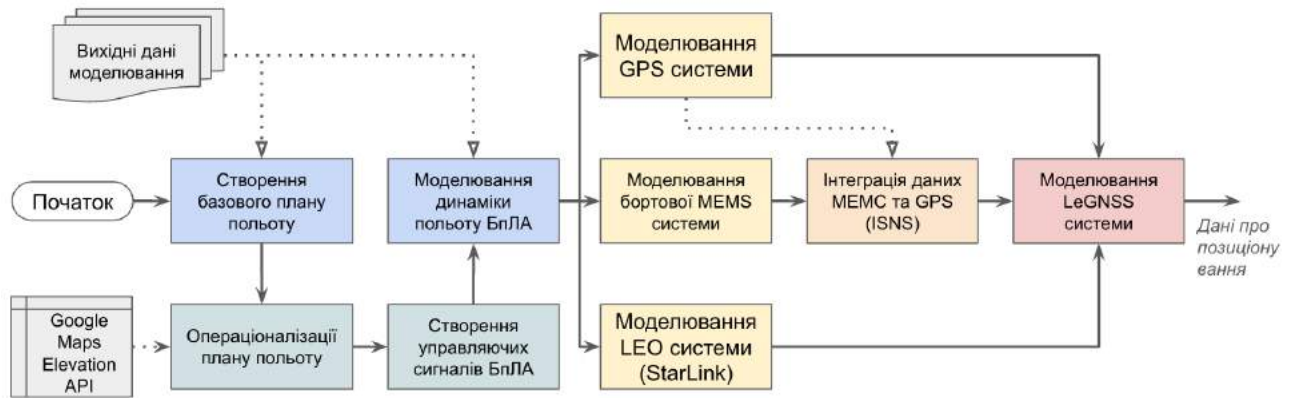 Вихідні дані
моделювання
Моделювання
GPS системи
Початок
Створення
базового плану
польоту
Моделювання
динаміки
польоту БпЛА
Моделювання
бортової MEMS
системи
Інтеграція даних
МЕМС та GPS
(ISNS)
Моделювання
LeGNSS
системи
Дані про
позиціону
вання
Google
Maps
Elevation
API
Операціоналізації
плану польоту
Створення
управляючих
сигналів БпЛА
Моделювання
LEO системи
(StarLink)